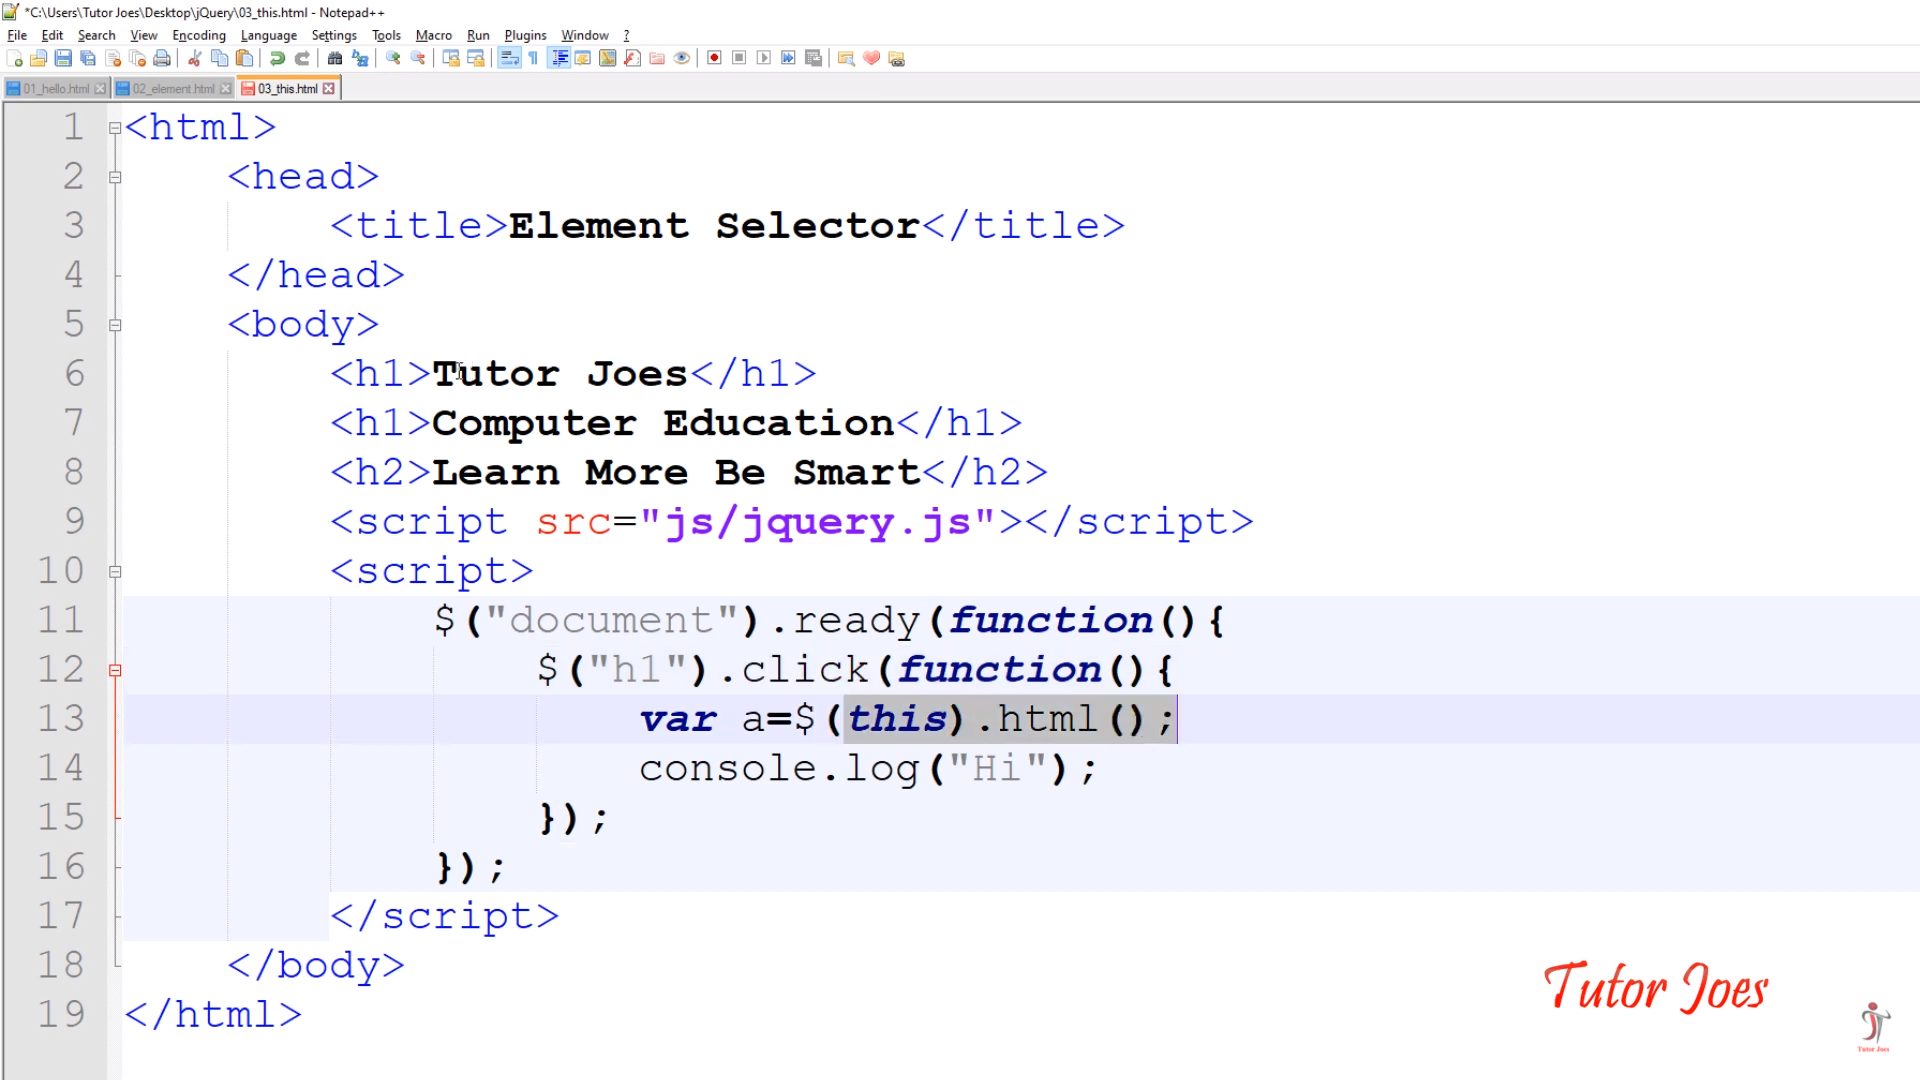 *C:\Users\Tutor Joes\Desktop\jQuery\03_this.html - Notepad++
File Edit Search View Encoding Language Settings Tools Macro Run Plugins Window ?
01_hello.html 02_element.html 03_this.html
1 <html>
2 <head>
3 <title>Element Selector</title>
4 </head>
5 <body>
6 <h1>Tutor Joes</h1>
7 <h1>Computer Education</h1>
8 <h2>Learn More Be Smart</h2>
9 <script src="js/jquery.js"></script>
10 <script>
11 $("document").ready(function(){
12 $("h1").click(function(){
13 var a=$(this).html();
14 console.log("Hi");
15 });
16 });
17 </script>
18 </body>
19 </html>
Tutor Joes
Tutor Joes